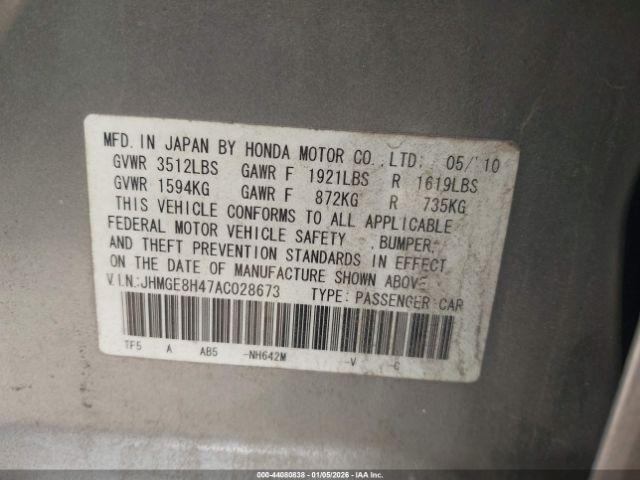 MFD. IN JAPAN BY HONDA MOTOR CO., LTD. 05/'10
GVWR 3512LBS GAWR F 1921LBS R 1619LBS
GVWR 1594KG GAWR F 872KG R 735KG
THIS VEHICLE CONFORMS TO ALL APPLICABLE
FEDERAL MOTOR VEHICLE SAFETY ,BUMPER,
AND THEFT PREVENTION STANDARDS IN EFFECT
ON THE DATE OF MANUFACTURE SHOWN ABOVE.
V.I.N.:JHMGE8H47AC028673 TYPE: PASSENGER CAR
TF5 A AB5 -NH642M -V -C
000-44080838 - 01/05/2026 - IAA Inc.